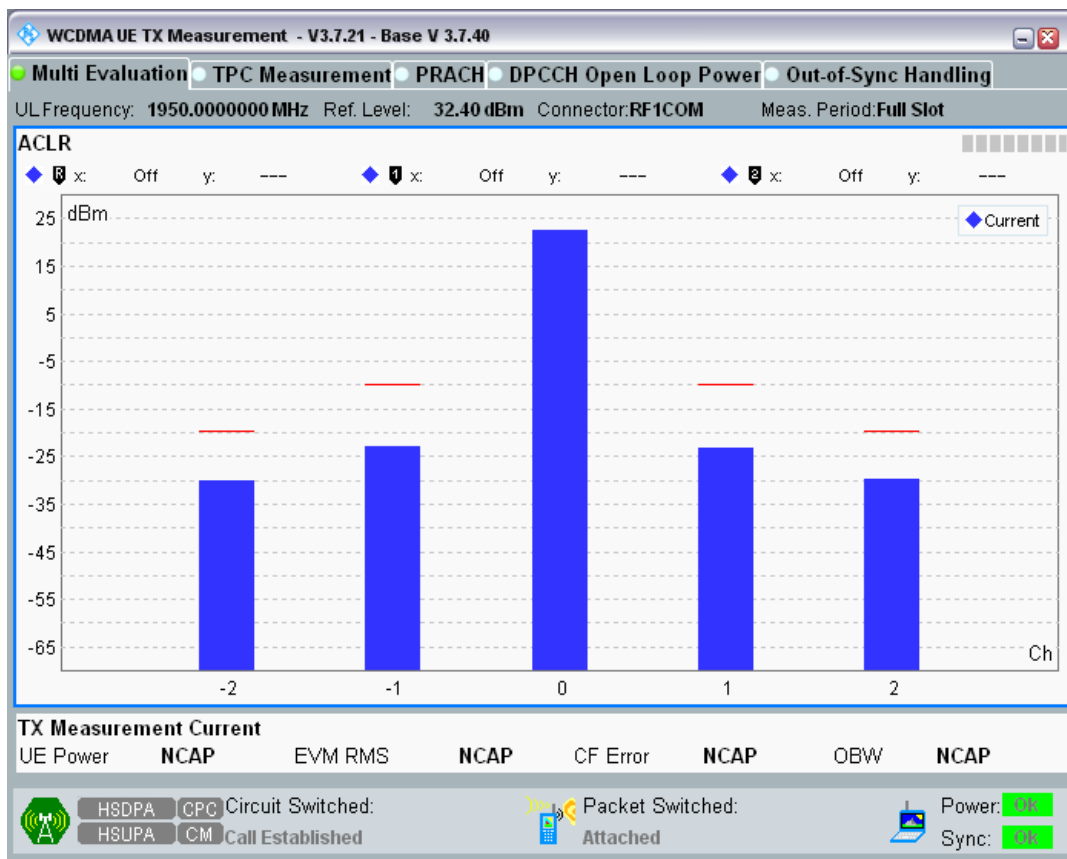 WCDMA UE TX Measurement - V3.7.21 - Base V 3.7.40
Multi Evaluation TPC Measurement PRACH DPCCH Open Loop Power Out-of-Sync Handling
UL Frequency: 1950.0000000 MHz Ref. Level: 32.40 dBm Connector:RF1COM Meas. Period:Full Slot
ACLR
R x: Off y: --- 1 x: Off y: --- 2 x: Off y: ---
dBm
Current
25
15
5
-5
-15
-25
-35
-45
-55
-65
Ch
-2 -1 0 1 2
TX Measurement Current
UE Power NCAP EVM RMS NCAP CF Error NCAP OBW NCAP
HSDPA CPC Circuit Switched: Packet Switched: Power: Ok
HSUPA CM Call Established Attached Sync: Ok